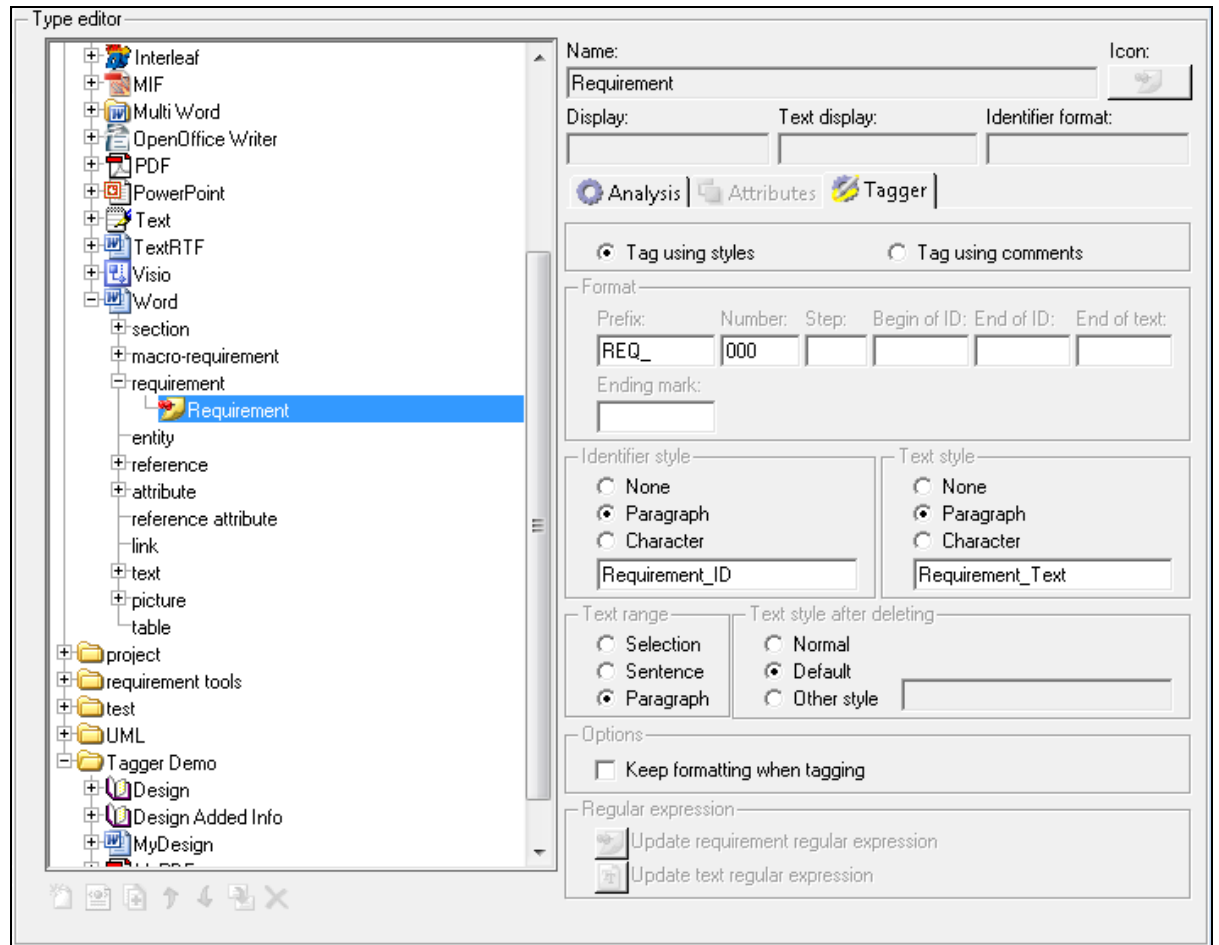 Type editor
Interleaf
MIF
Multi Word
OpenOffice Writer
PDF
PowerPoint
Text
TextRTF
Visio
Word
section
macro-requirement
requirement
Requirement
entity
reference
attribute
reference attribute
link
text
picture
table
project
requirement tools
test
UML
Tagger Demo
Design
Design Added Info
MyDesign
Name: Icon:
Requirement
Display: Text display: Identifier format:
Analysis Attributes Tagger
Tag using styles Tag using comments
Format
Prefix: Number: Step: Begin of ID: End of ID: End of text:
REQ_ 000
Ending mark:
Identifier style Text style
None None
Paragraph Paragraph
Character Character
Requirement_ID Requirement_Text
Text range Text style after deleting
Selection Normal
Sentence Default
Paragraph Other style
Options
Keep formatting when tagging
Regular expression
Update requirement regular expression
Update text regular expression